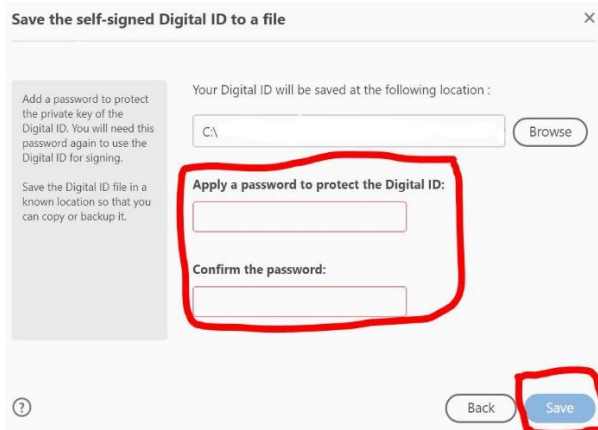 Save the self-signed Digital ID to a file
Add a password to protect
the private key of the
Digital ID. You will need this
password again to use the
Digital ID for signing.
Save the Digital ID file in a
known location so that you
can copy or backup it.
Your Digital ID will be saved at the following location :
C:\
Browse
Apply a password to protect the Digital ID:
Confirm the password:
?
Back
Save